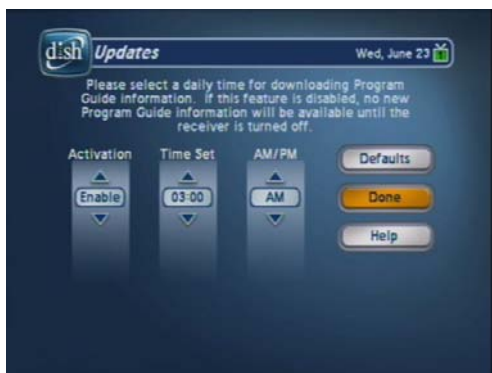 dish Updates Wed, June 23 1
Please select a daily time for downloading Program
Guide information. If this feature is disabled, no new
Program Guide information will be available until the
receiver is turned off.
Activation Time Set AM/PM
Defaults
Enable 03:00 AM Done
Help